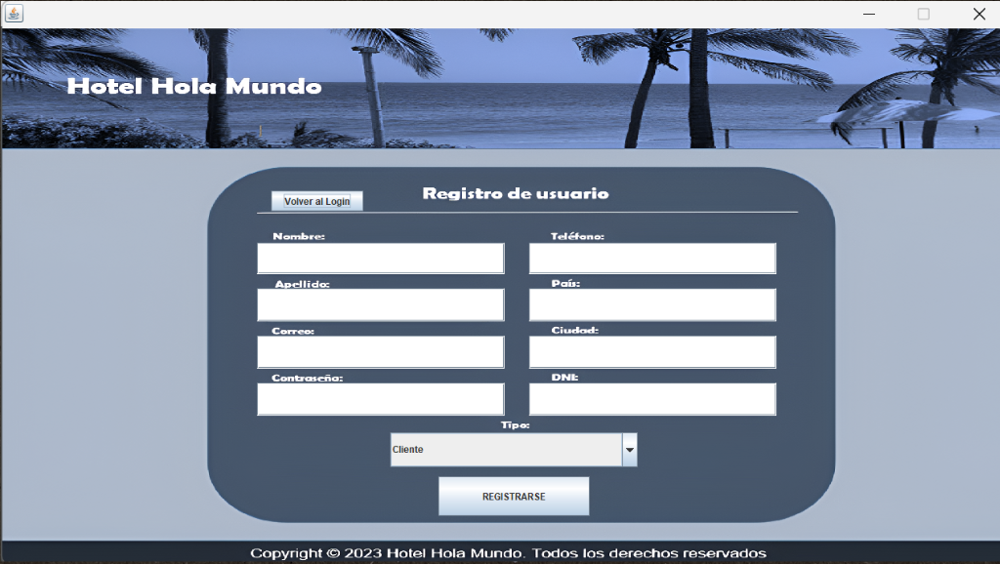 Hotel Hola Mundo
Volver al Login
Registro de usuario
Nombre:
Teléfono:
Apellido:
País:
Correo:
Ciudad:
Contraseña:
DNI:
Tipo:
Cliente
REGISTRARSE
Copyright © 2023 Hotel Hola Mundo. Todos los derechos reservados